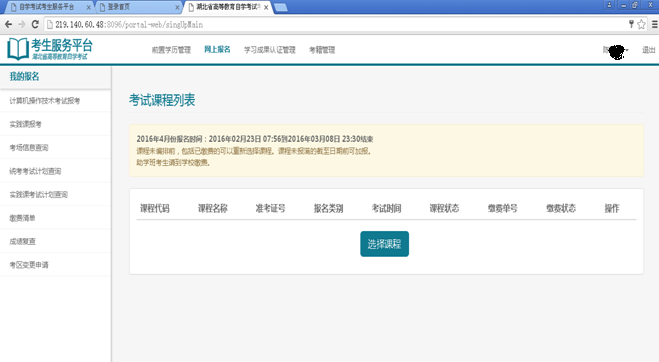 自学考试考生服务平台
登录首页
湖北省高等教育自学考试
219.140.60.48:8096/portal-web/singUpMain
考生服务平台
湖北省高等教育自学考试
前置学历管理
网上报名
学习成果认证管理
考籍管理
退出
我的报名
计算机操作技术考试报考
实践课报考
考场信息查询
统考考试计划查询
实践课考试计划查询
缴费清单
成绩复查
考区变更申请
考试课程列表
2016年4月份报名时间：2016年02月23日 07:56到2016年03月08日 23:30结束
课程未编排前，包括已缴费的可以重新选择课程。课程未报满的截至日期前可加报。
助学班考生请到学校缴费。
课程代码 课程名称 准考证号 报名类别 考试时间 课程状态 缴费单号 缴费状态 操作
选择课程